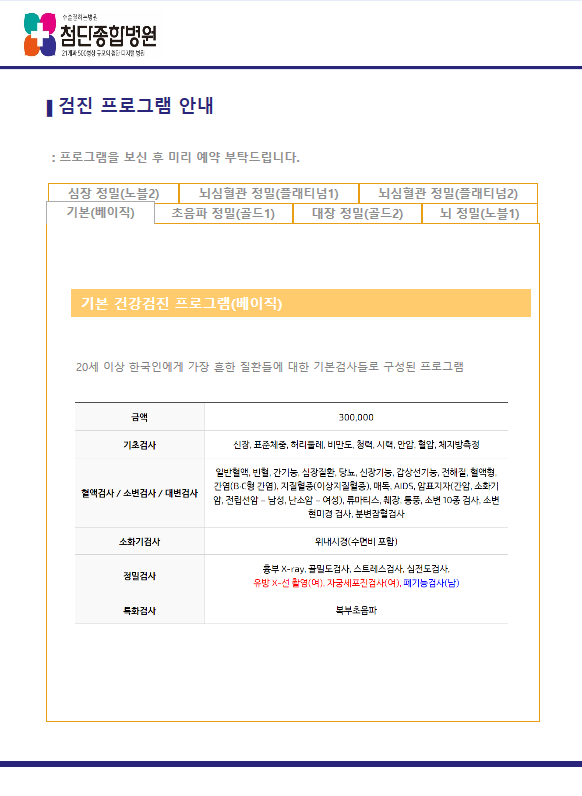 수술잘하는병원
첨단종합병원
21개과 500병상 규모의 첨단 디지털 병원
검진 프로그램 안내
: 프로그램을 보신 후 미리 예약 부탁드립니다.
심장 정밀(노블2) 뇌심혈관 정밀(플래티넘1) 뇌심혈관 정밀(플래티넘2)
기본(베이직) 초음파 정밀(골드1) 대장 정밀(골드2) 뇌 정밀(노블1)
기본 건강검진 프로그램(베이직)
20세 이상 한국인에게 가장 흔한 질환들에 대한 기본검사들로 구성된 프로그램
금액 300,000
기초검사 신장, 표준체중, 허리둘레, 비만도, 청력, 시력, 안압, 혈압, 체지방측정
혈액검사 / 소변검사 / 대변검사
일반혈액, 빈혈, 간기능, 심장질환, 당뇨, 신장기능, 갑상선기능, 전해질, 혈액형,
간염(B·C형 간염), 지질혈증(이상지질혈증), 매독, AIDS, 암표지자(간암, 소화기
암, 전립선암 - 남성, 난소암 - 여성), 류마티스, 췌장, 통풍, 소변 10종 검사, 소변
현미경 검사, 분변잠혈검사
소화기검사 위내시경(수면비 포함)
정밀검사
흉부 X-ray, 골밀도검사, 스트레스검사, 심전도검사,
유방 X-선 촬영(여), 자궁세포진검사(여), 폐기능검사(남)
특화검사 복부초음파